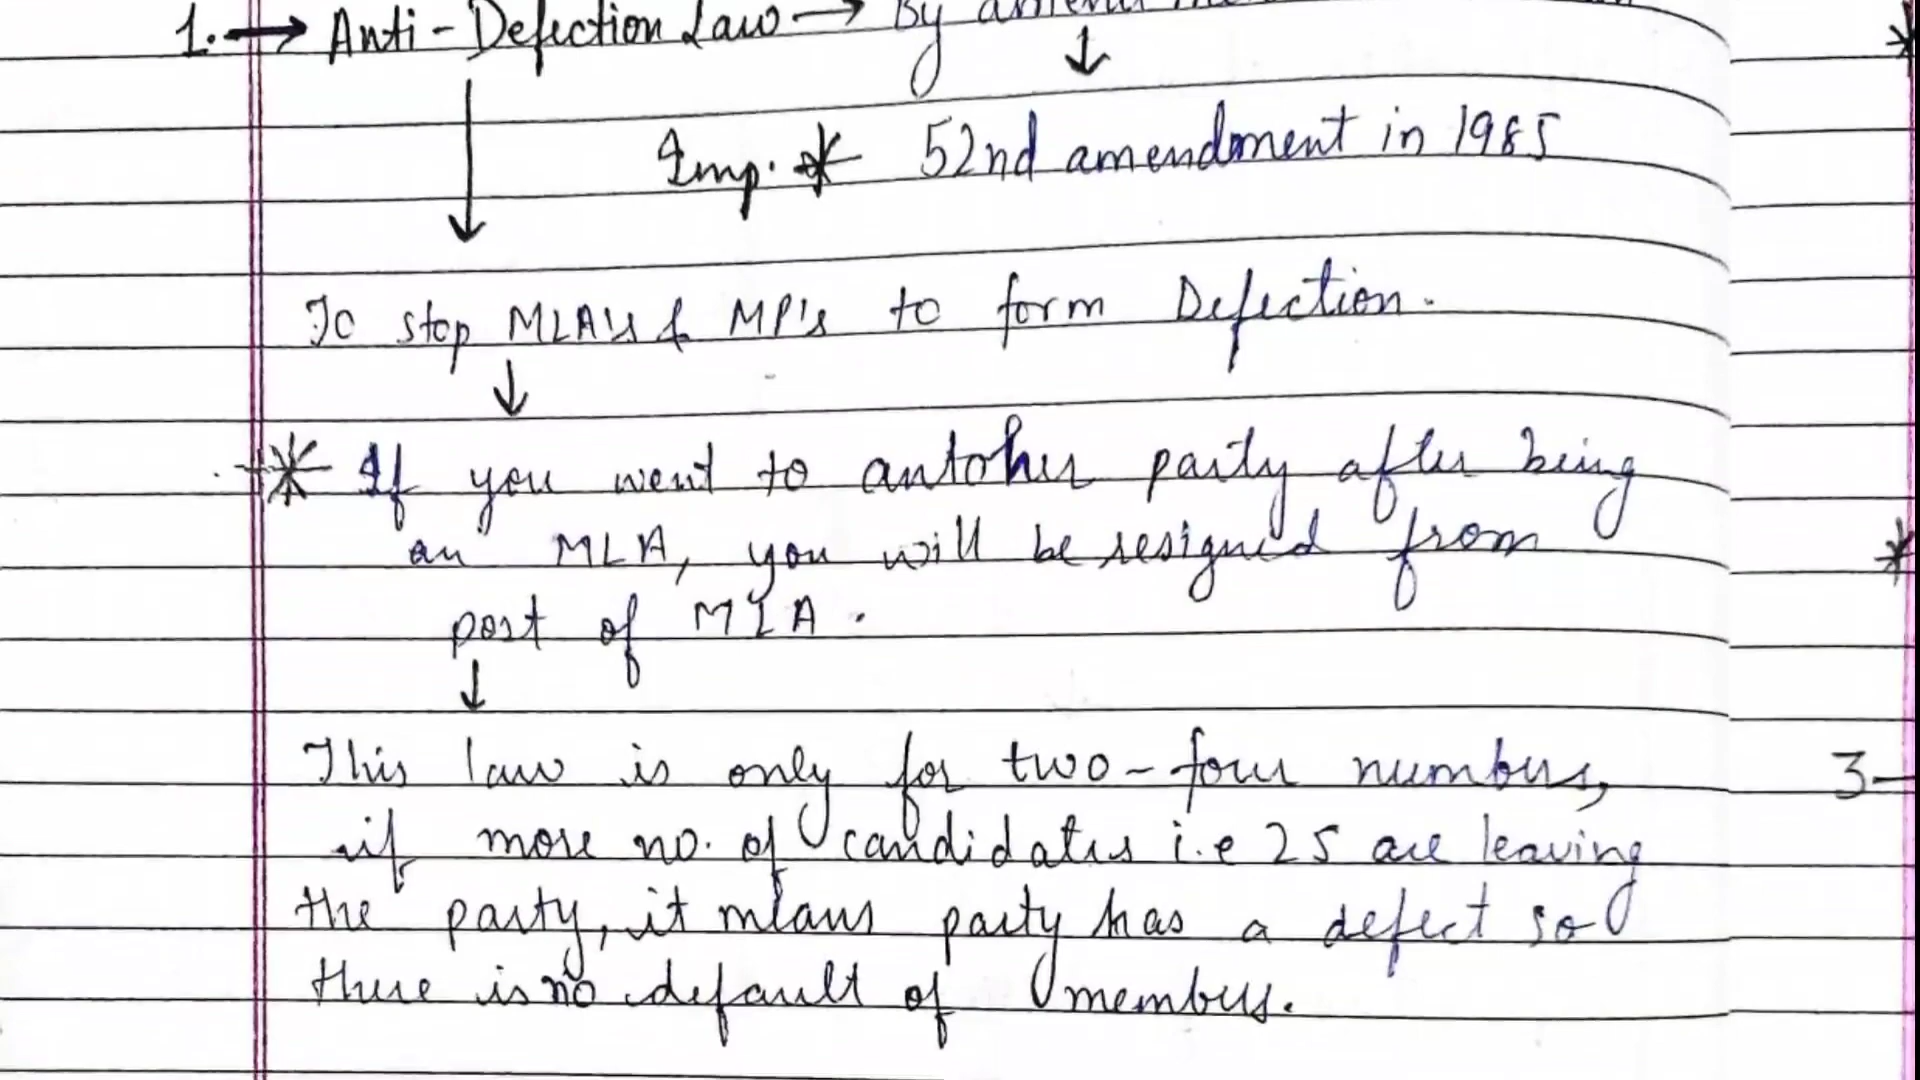 1. → Anti-Defection Law → By
↓
Imp. * 52nd amendment in 1985
↓
To stop MLA's & MP's to form Defection.
↓
* If you went to antoher party after being
an MLA, you will be resigned from
post of MLA.
↓
This law is only for two-four numbers,
3-
if more no. of candidates i.e 25 are leaving
the party, it means party has a defect so
there is no default of members.